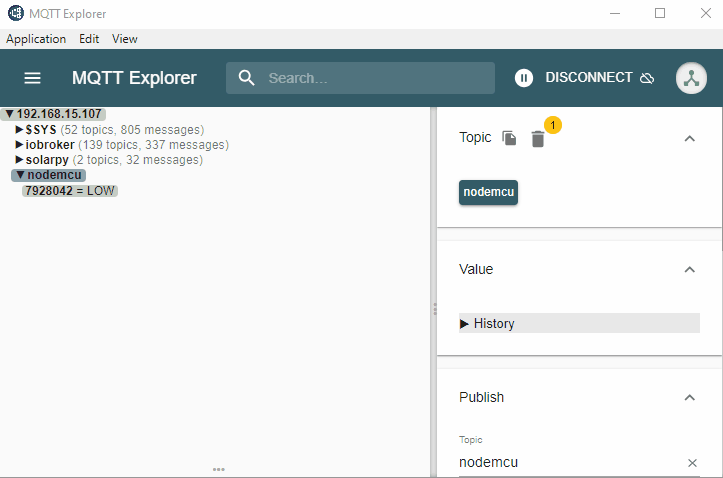 MQTT Explorer
Application Edit View
MQTT Explorer Search... DISCONNECT
▼192.168.15.107
▶$SYS (52 topics, 805 messages)
▶iobroker (139 topics, 337 messages)
▶solarpy (2 topics, 32 messages)
▼nodemcu
7928042 = LOW
Topic 1
nodemcu
Value
▶ History
Publish
Topic
nodemcu